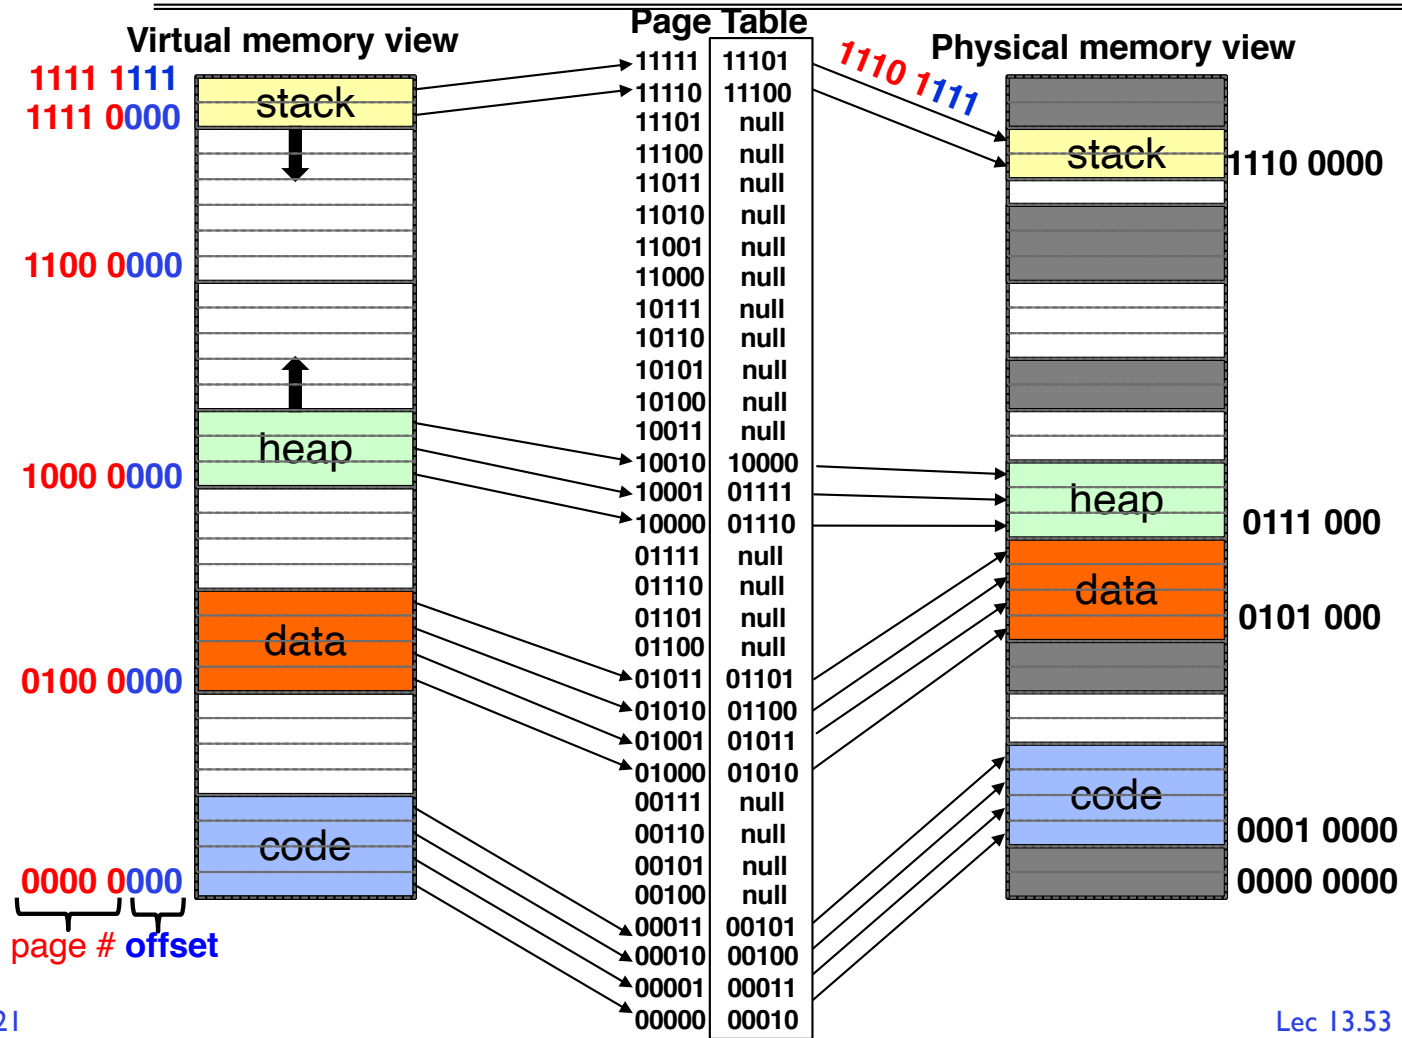 Page Table
Virtual memory view
Physical memory view
1111 1111
1111 0000
1100 0000
1000 0000
0100 0000
0000 0000
page # offset
stack
heap
data
code
11111 11101
11110 11100
11101 null
11100 null
11011 null
11010 null
11001 null
11000 null
10111 null
10110 null
10101 null
10100 null
10011 null
10010 10000
10001 01111
10000 01110
01111 null
01110 null
01101 null
01100 null
01011 01101
01010 01100
01001 01011
01000 01010
00111 null
00110 null
00101 null
00100 null
00011 00101
00010 00100
00001 00011
00000 00010
1110 1111
stack
1110 0000
heap
0111 000
data
0101 000
code
0001 0000
0000 0000
21
Lec 13.53